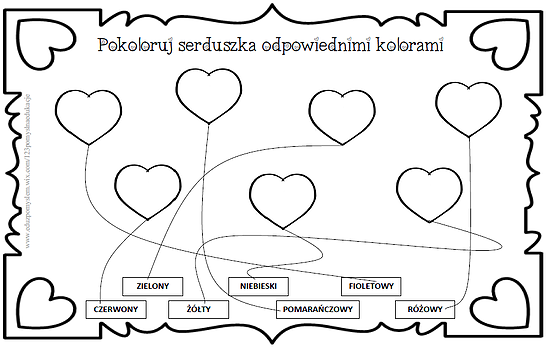 Pokoloruj serduszka odpowiednimi kolorami
ZIELONY
NIEBIESKI
FIOLETOWY
CZERWONY
ŻÓŁTY
POMARAŃCZOWY
RÓŻOWY